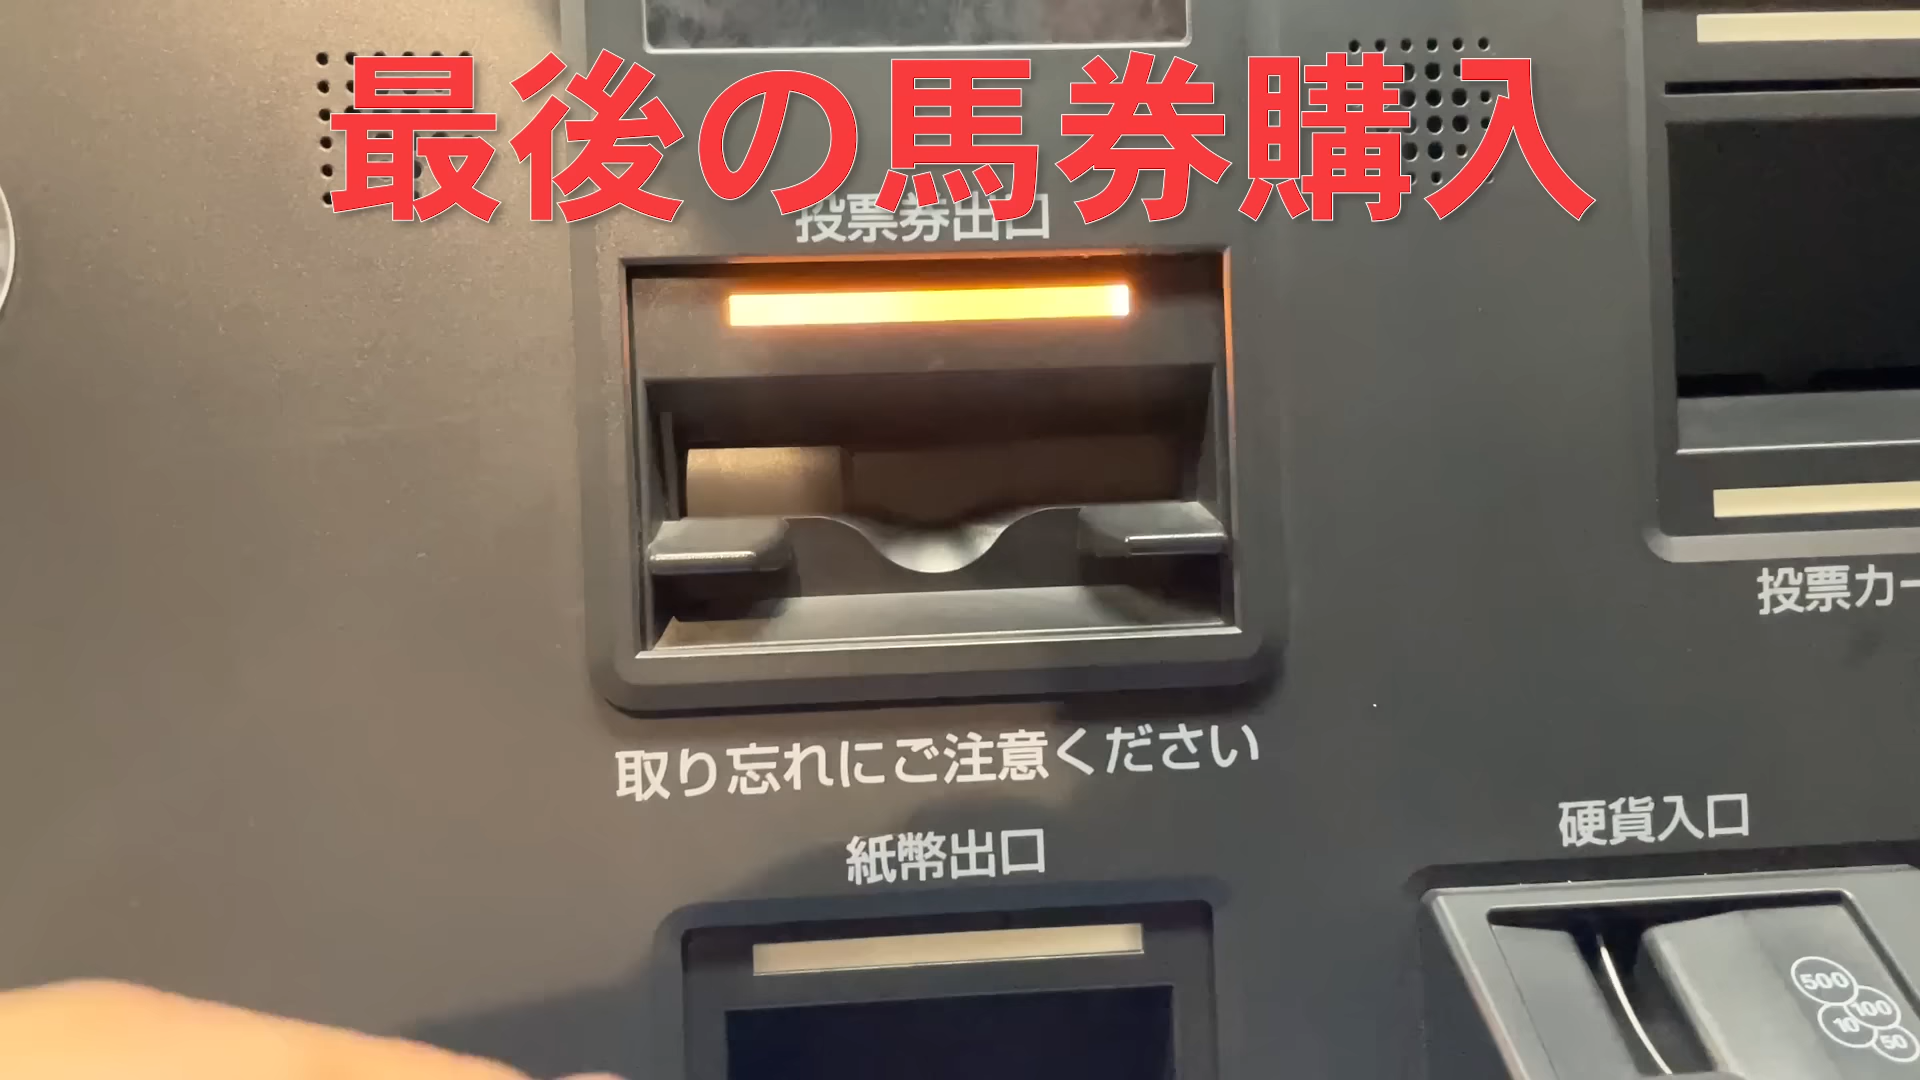 最後の馬券購入
投票券出口
投票カー
取り忘れにご注意ください
硬貨入口
紙幣出口
500
100
10
50